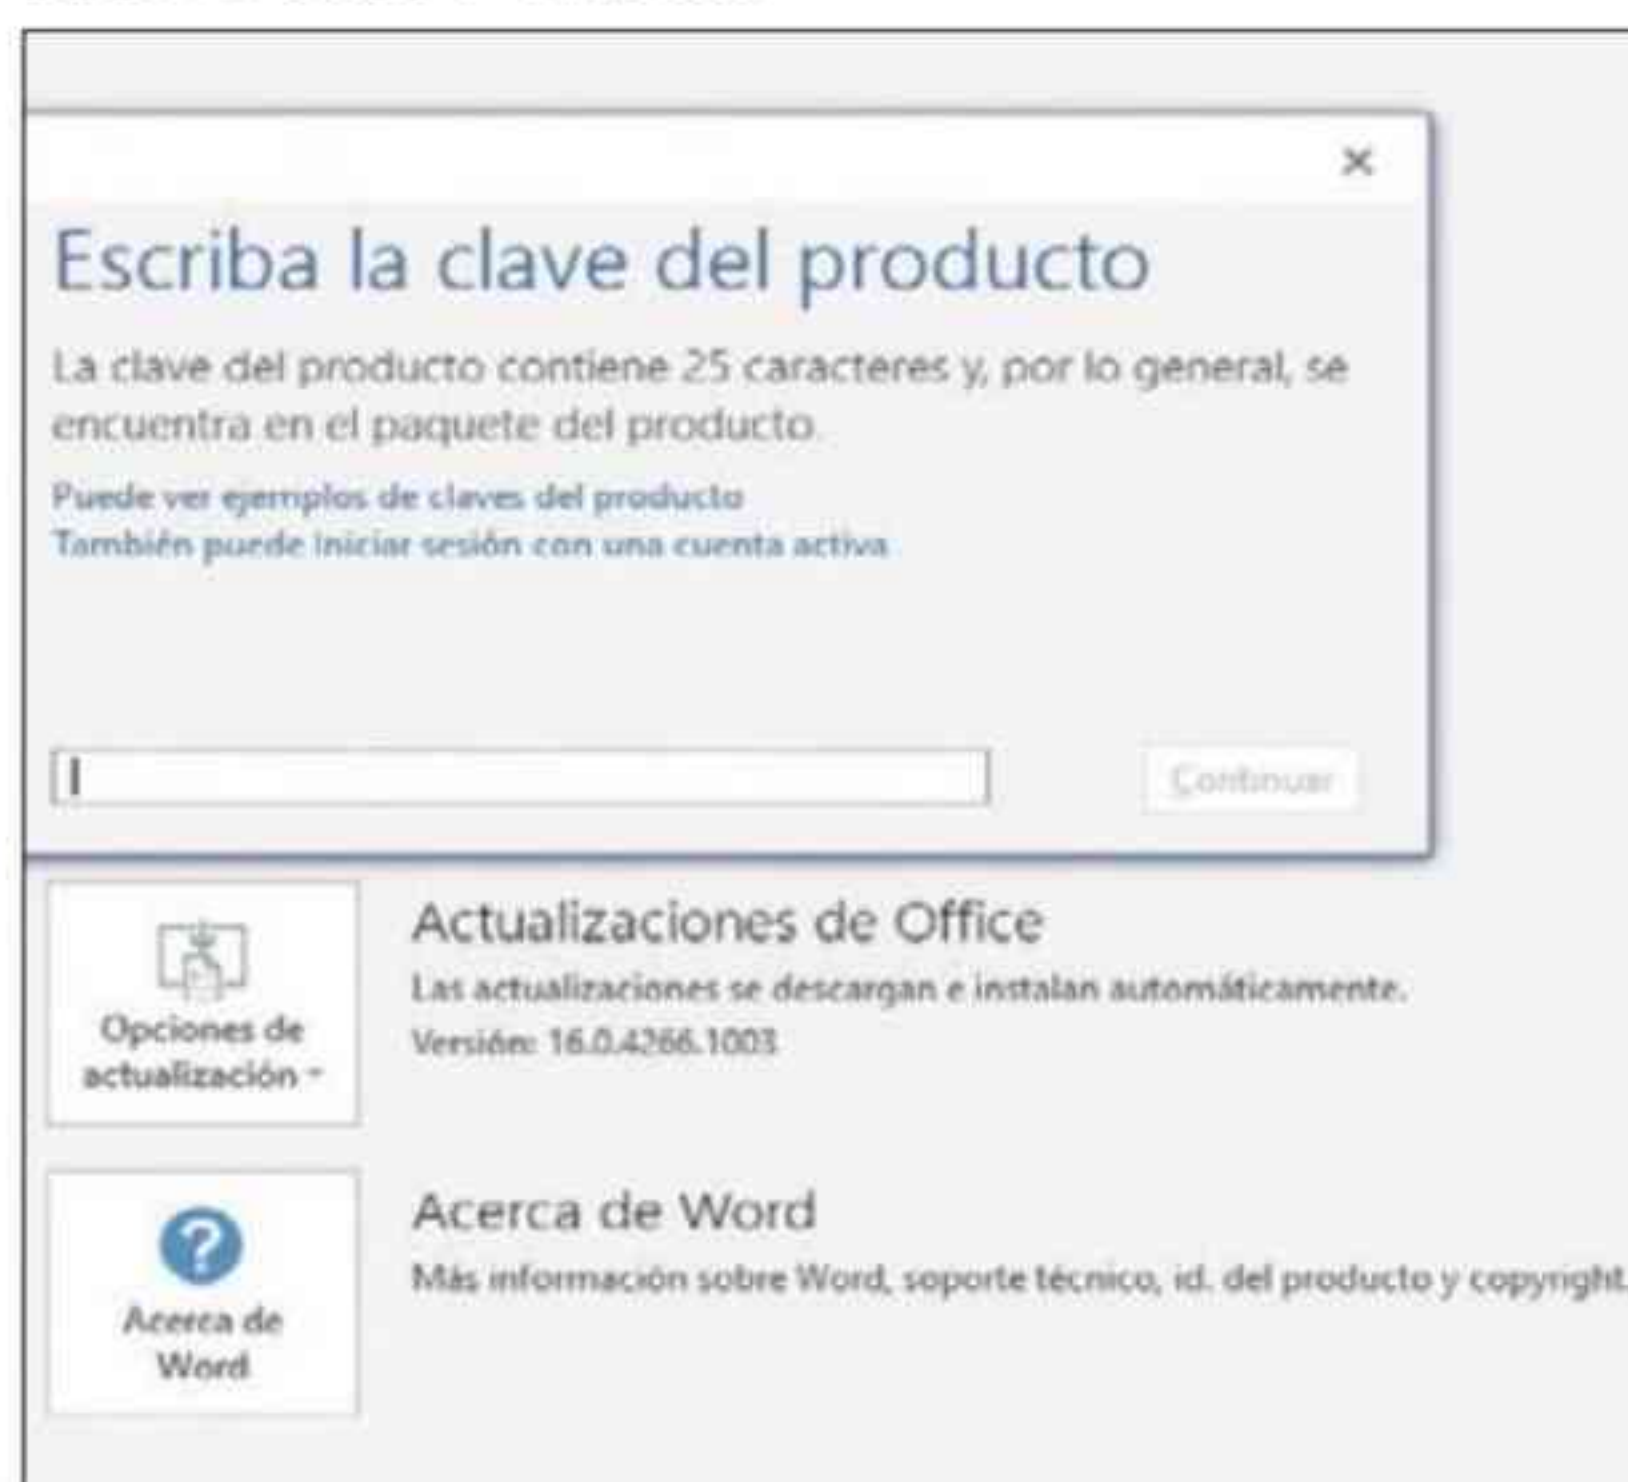 Escriba la clave del producto
La clave del producto contiene 25 caracteres y, por lo general, se
encuentra en el paquete del producto.
Puede ver ejemplos de claves del producto
También puede iniciar sesión con una cuenta activa
Continuar
Actualizaciones de Office
Las actualizaciones se descargan e instalan automáticamente.
Versión: 16.0.4266.1003
Opciones de
actualización
Acerca de Word
Más información sobre Word, soporte técnico, id. del producto y copyright.
Acerca de
Word